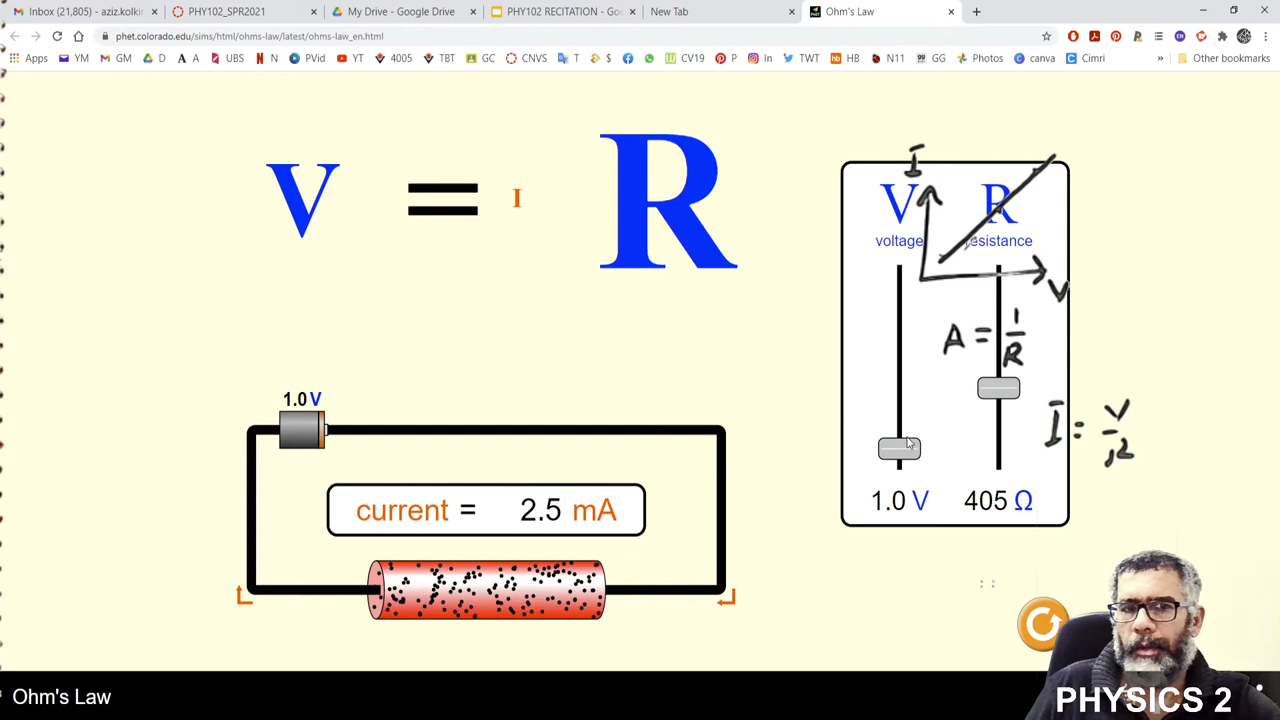 Inbox (21,805) - aziz.kolkir
PHY102_SPR2021
My Drive - Google Drive
PHY102 RECITATION - Google S
New Tab
Ohm's Law
phet.colorado.edu/sims/html/ohms-law/latest/ohms-law_en.html
Apps YM GM D A UBS N PVid YT 4005 TBT GC CNVS T $ CV19 P In TWT HB N11 GG Photos canva Cimri » Other bookmarks
V = I R
I
V R
voltage resistance
V
A = 1/R
I = V/R
1.0 V
current = 2.5 mA
1.0 V 405 Ω
Ohm's Law
PHYSICS 2